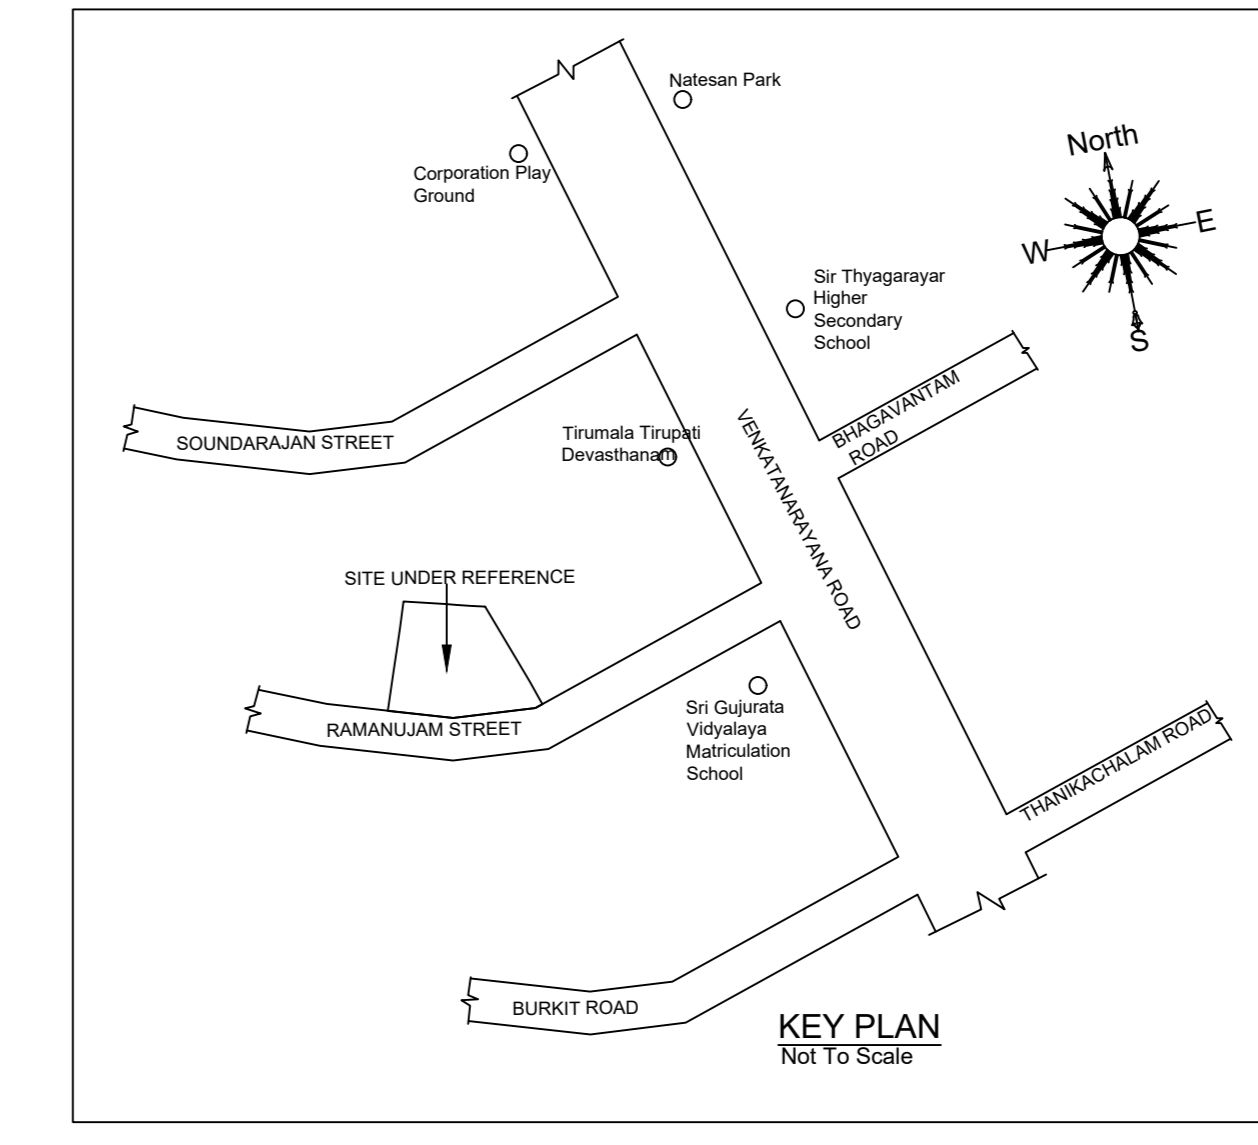 Natesan Park
North
Corporation Play
Ground
E
W
Sir Thyagarayar
Higher
Secondary
School
S
BHAGAVANTAM
ROAD
SOUNDARAJAN STREET
Tirumala Tirupati
Devasthanam
VENKATANARAYANA ROAD
SITE UNDER REFERENCE
RAMANUJAM STREET
Sri Gujurata
Vidyalaya
Matriculation
School
THANIKACHALAM ROAD
BURKIT ROAD
KEY PLAN
Not To Scale